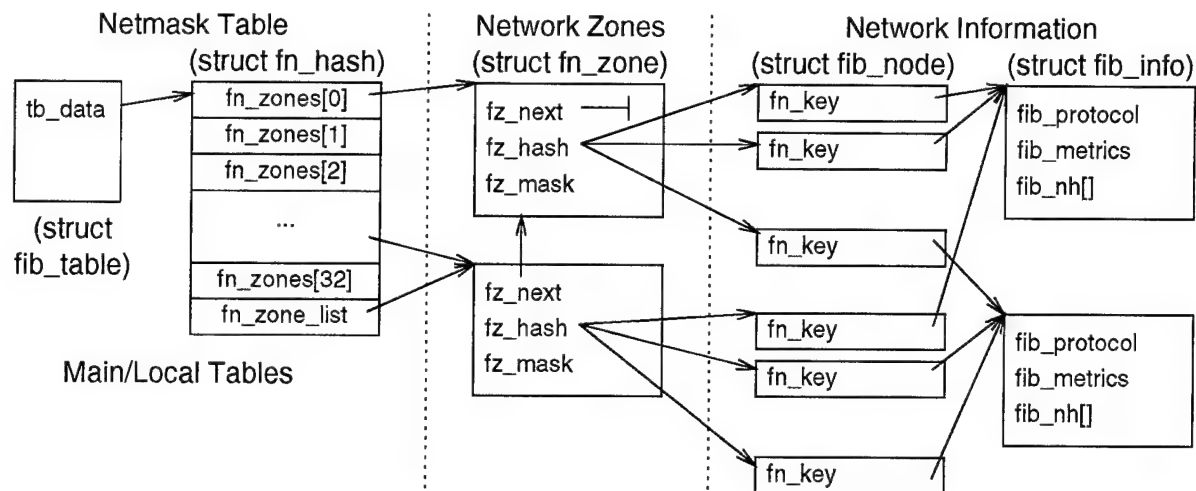 Netmask Table
(struct fn_hash)
tb_data
(struct
fib_table)
fn_zones[0]
fn_zones[1]
fn_zones[2]
...
fn_zones[32]
fn_zone_list
Main/Local Tables
Network Zones
(struct fn_zone)
fz_next
fz_hash
fz_mask
fz_next
fz_hash
fz_mask
Network Information
(struct fib_node)
(struct fib_info)
fn_key
fn_key
fn_key
fn_key
fn_key
fn_key
fib_protocol
fib_metrics
fib_nh[]
fib_protocol
fib_metrics
fib_nh[]